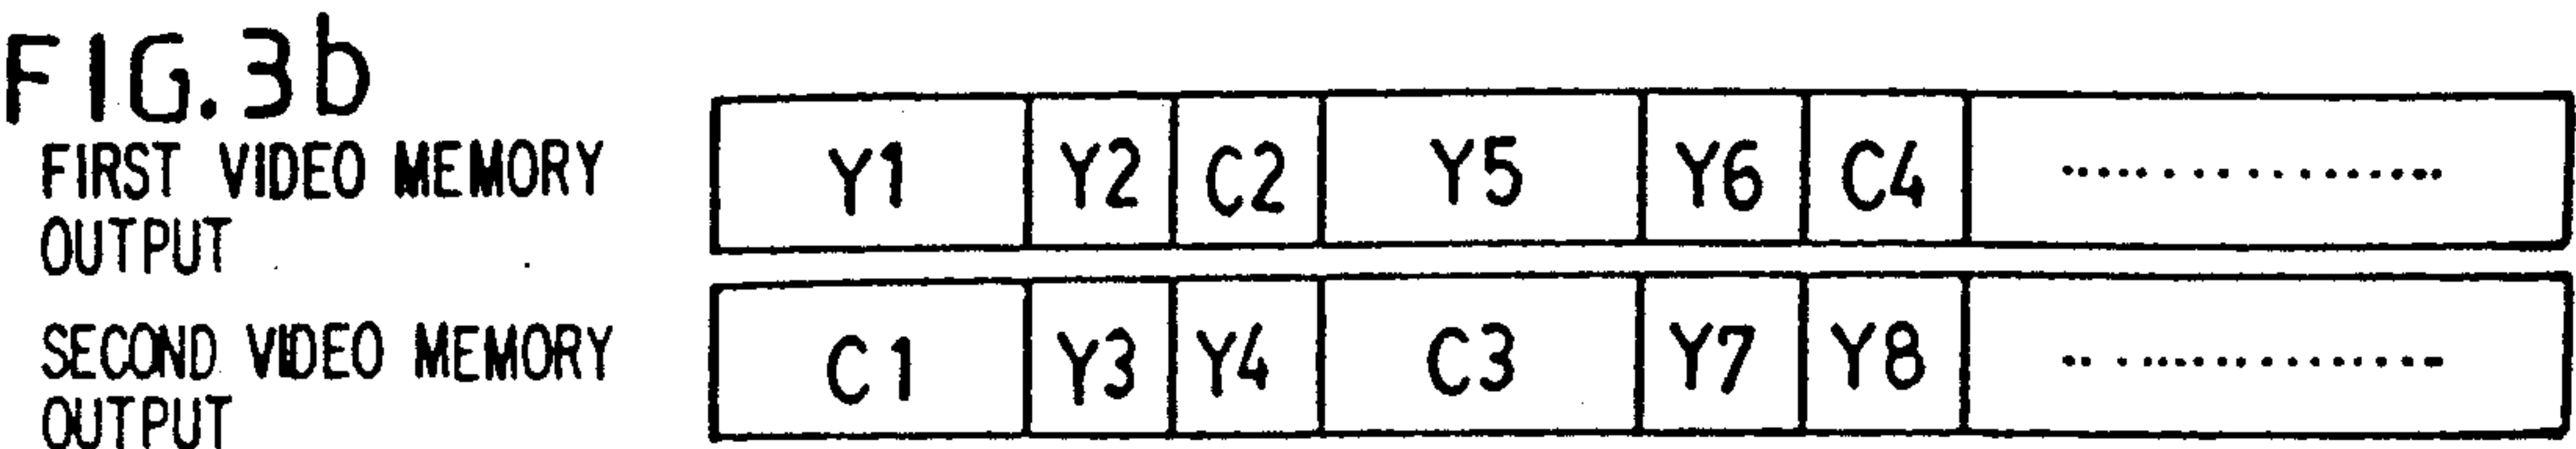 FIG. 3b
FIRST VIDEO MEMORY
OUTPUT
Y1 Y2 C2 Y5 Y6 C4 ..................
SECOND VIDEO MEMORY
OUTPUT
C1 Y3 Y4 C3 Y7 Y8 ..................